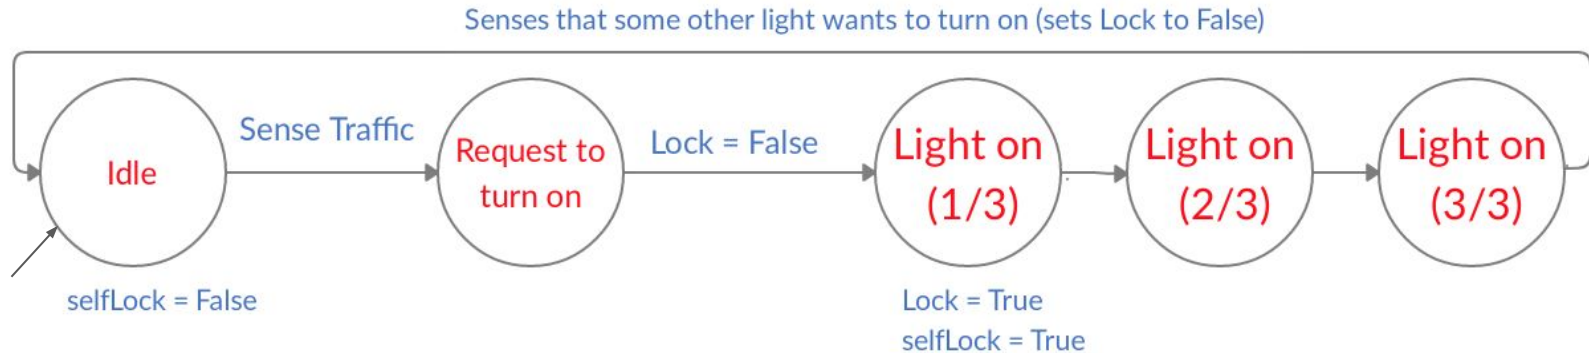 Senses that some other light wants to turn on (sets Lock to False)
Idle
Sense Traffic
Request to
turn on
Lock = False
Light on
(1/3)
Light on
(2/3)
Light on
(3/3)
selfLock = False
Lock = True
selfLock = True